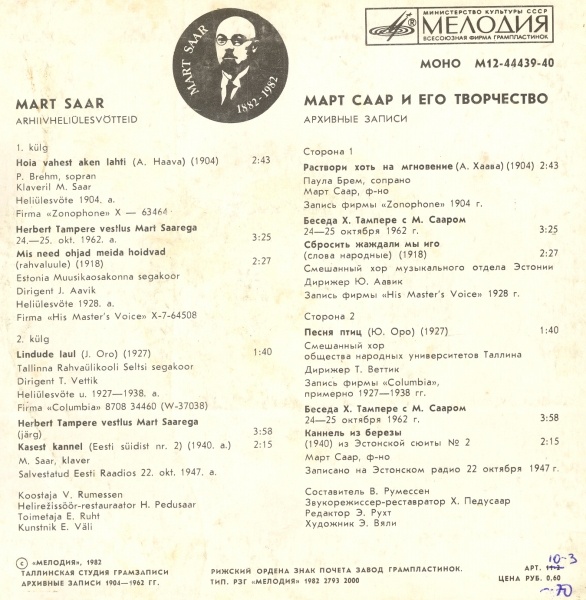 MART SAAR
1882-1982
МИНИСТЕРСТВО КУЛЬТУРЫ СССР
МЕЛОДИЯ
ВСЕСОЮЗНАЯ ФИРМА ГРАМПЛАСТИНОК
МОНО М12-44439-40
MART SAAR
ARHIIVHELIÜLESVÕTTEID
1. külg
Hoia vahest aken lahti (A. Haava) (1904) 2:43
P. Brehm, sopran
Klaveril M. Saar
Heliülesvõte 1904. a.
Firma «Zonophone» X — 63464
Herbert Tampere vestlus Mart Saarega
24.—25. okt. 1962. a. 3:25
Mis need ohjad meida hoidvad
(rahvaluule) (1918) 2:27
Estonia Muusikaosakonna segakoor
Dirigent J. Aavik
Heliülesvõte 1928. a.
Firma «His Master's Voice» X-7-64508
2. külg
Lindude laul (J. Oro) (1927) 1:40
Tallinna Rahvaülikooli Seltsi segakoor
Dirigent T. Vettik
Heliülesvõte u. 1927—1938. a.
Firma «Columbia» 8708 34460 (W-37038)
Herbert Tampere vestlus Mart Saarega
(järg) 3:58
Kasest kannel (Eesti süidist nr. 2) (1940. a.) 2:15
M. Saar, klaver
Salvestatud Eesti Raadios 22. okt. 1947. a.
Koostaja V. Rumessen
Helirežissöör-restauraator H. Pedusaar
Toimetaja E. Ruht
Kunstnik E. Väli
МАРТ СААР И ЕГО ТВОРЧЕСТВО
АРХИВНЫЕ ЗАПИСИ
Сторона 1
Раствори хоть на мгновение (А. Хаава) (1904) 2:43
Паула Брем, сопрано
Март Саар, ф-но
Запись фирмы «Zonophone» 1904 г.
Беседа Х. Тампере с М. Сааром
24—25 октября 1962 г. 3:25
Сбросить жаждали мы иго
(слова народные) (1918) 2:27
Смешанный хор музыкального отдела Эстонии
Дирижер Ю. Аавик
Запись фирмы «His Master's Voice» 1928 г.
Сторона 2
Песня птиц (Ю. Оро) (1927) 1:40
Смешанный хор
общества народных университетов Таллина
Дирижер Т. Веттик
Запись фирмы «Columbia»,
примерно 1927—1938 гг.
Беседа Х. Тампере с М. Сааром
24—25 октября 1962 г. 3:58
Каннель из березы
(1940) из Эстонской сюиты № 2 2:15
Март Саар, ф-но
Записано на Эстонском радио 22 октября 1947 г.
Составитель В. Румессен
Звукорежиссер-реставратор Х. Педусаар
Редактор Э. Рухт
Художник Э. Вяли
© «МЕЛОДИЯ», 1982
ТАЛЛИНСКАЯ СТУДИЯ ГРАМЗАПИСИ
АРХИВНЫЕ ЗАПИСИ 1904—1962 ГГ.
РИЖСКИЙ ОРДЕНА ЗНАК ПОЧЕТА ЗАВОД ГРАМПЛАСТИНОК.
ТИП. РЗГ «МЕЛОДИЯ» 1982 2793 2000
10-3
АРТ. 11-2
ЦЕНА РУБ. 0,60
-70